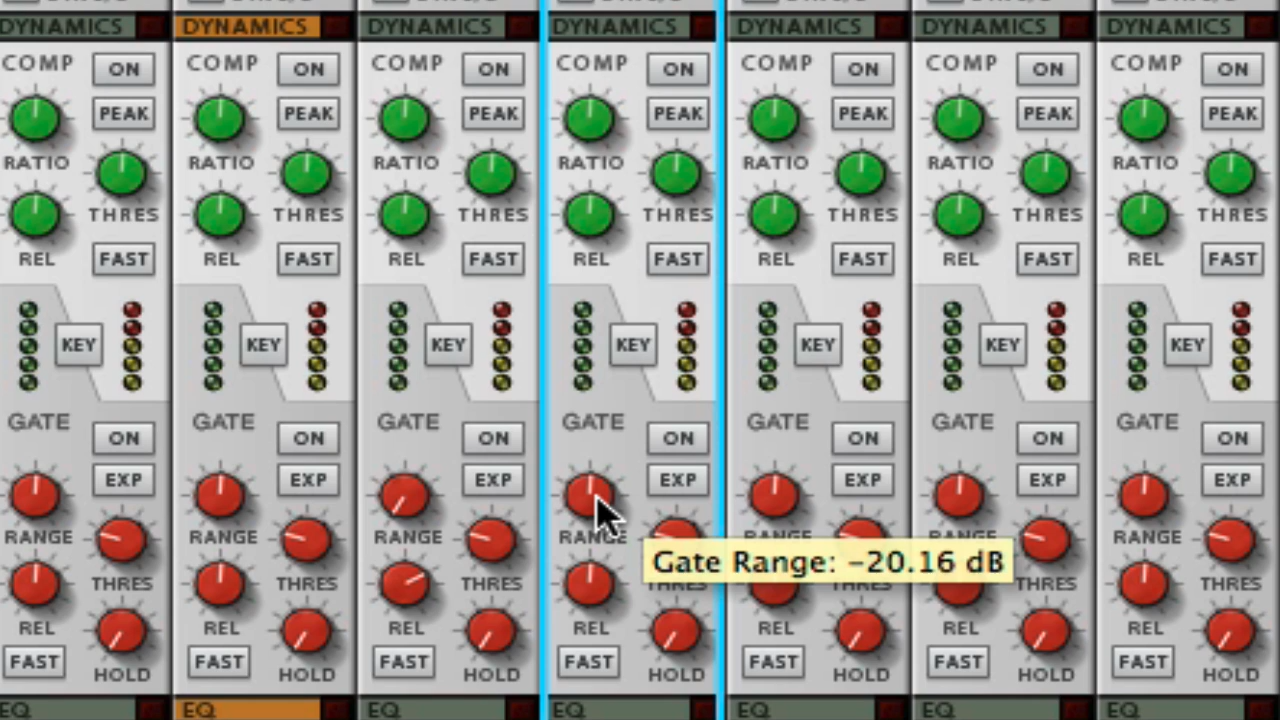 DYNAMICS DYNAMICS DYNAMICS DYNAMICS DYNAMICS DYNAMICS DYNAMICS
COMP ON COMP ON COMP ON COMP ON COMP ON COMP ON COMP ON
PEAK PEAK PEAK PEAK PEAK PEAK PEAK
RATIO RATIO RATIO RATIO RATIO RATIO RATIO
THRES THRES THRES THRES THRES THRES THRES
REL FAST REL FAST REL FAST REL FAST REL FAST REL FAST REL FAST
KEY KEY KEY KEY KEY KEY KEY
GATE ON GATE ON GATE ON GATE ON GATE ON GATE ON GATE ON
EXP EXP EXP EXP EXP EXP EXP
RANGE RANGE RANGE RANGE RANGE RANGE RANGE
Gate Range: -20.16 dB
THRES THRES THRES THRES
REL REL REL REL REL REL REL
FAST HOLD FAST HOLD FAST HOLD FAST HOLD FAST HOLD FAST HOLD FAST HOLD
EQ EQ EQ EQ EQ EQ EQ